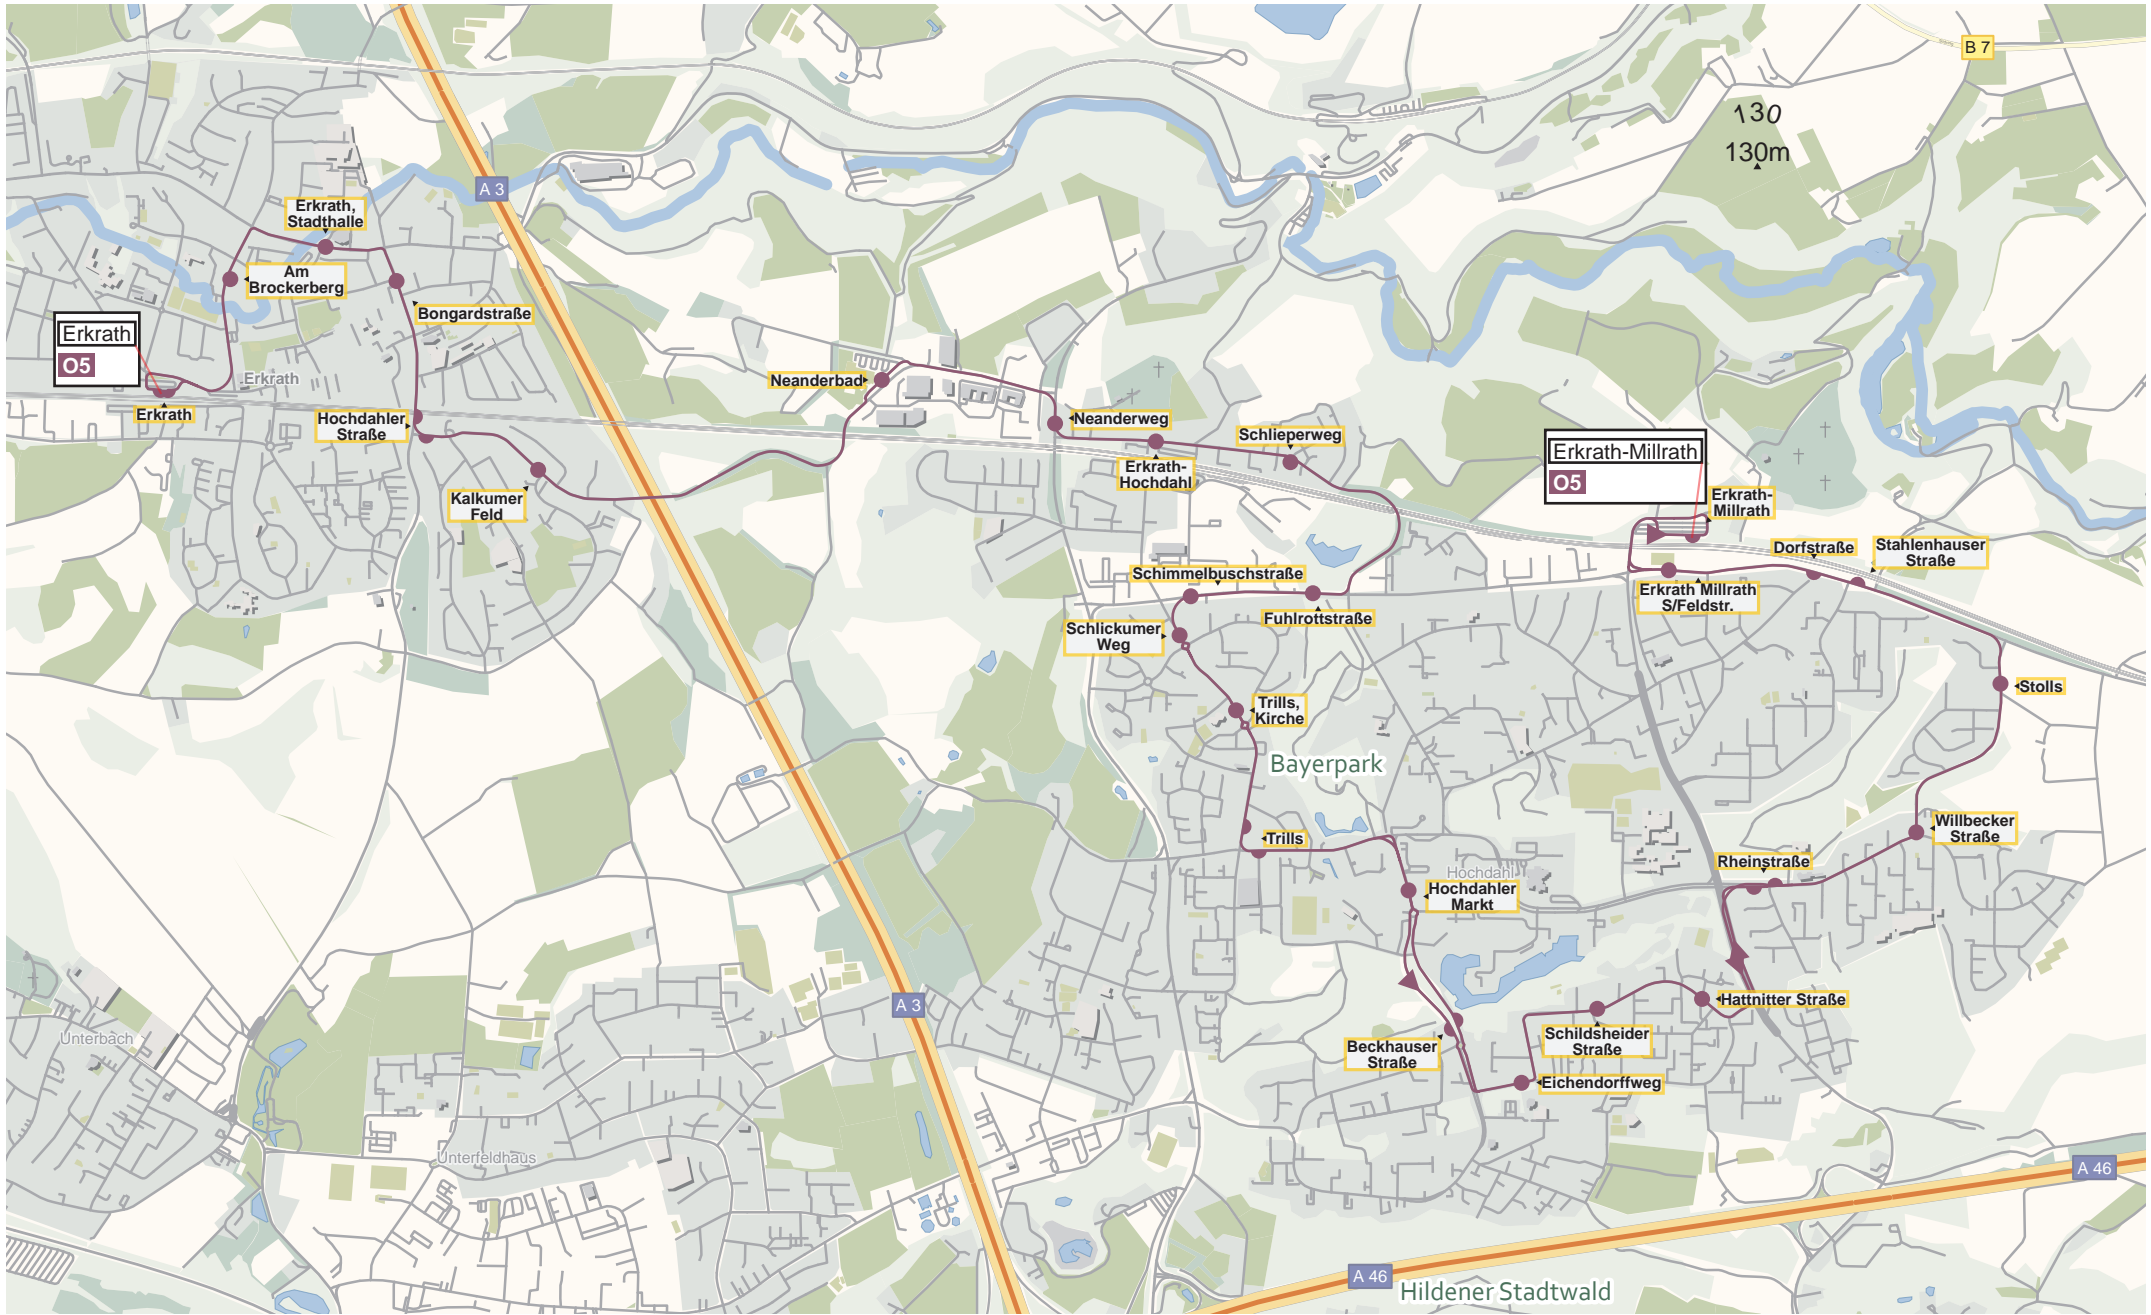 B 7
130
130m
A 3
Erkrath,
Stadthalle
Am
Brockerberg
Bongardstraße
Erkrath
O5
Erkrath
Erkrath
Hochdahler
Straße
Kalkumer
Feld
Neanderbad
Neanderweg
Erkrath-
Hochdahl
Schlieperweg
Erkrath-Millrath
O5
Erkrath-
Millrath
Dorfstraße
Stahlenhauser
Straße
Erkrath Millrath
S/Feldstr.
Schimmelbuschstraße
Fuhlrottstraße
Schlickumer
Weg
Stolls
Trills,
Kirche
Bayerpark
Trills
Willbecker
Straße
Rheinstraße
Hochdahl
Hochdahler
Markt
Hattnitter Straße
A 3
Schildsheider
Straße
Beckhauser
Straße
Eichendorffweg
Unterbach
Unterfeldhaus
A 46
A 46
Hildener Stadtwald